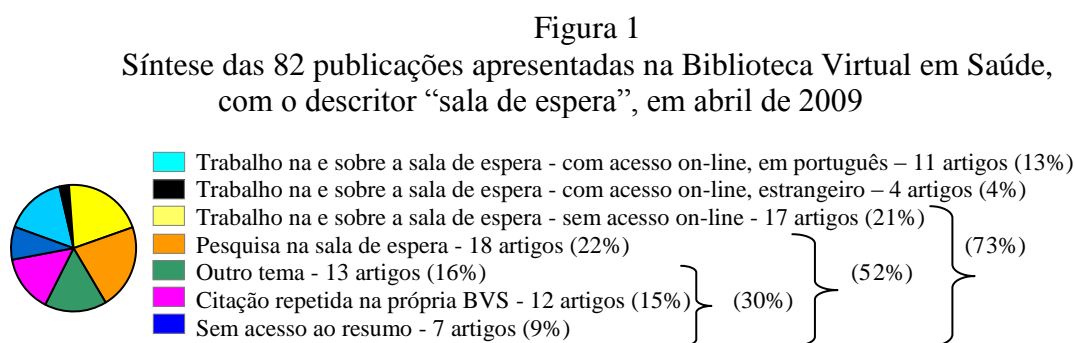 Figura 1
Síntese das 82 publicações apresentadas na Biblioteca Virtual em Saúde,
com o descritor “sala de espera”, em abril de 2009
Trabalho na e sobre a sala de espera - com acesso on-line, em português – 11 artigos (13%)
Trabalho na e sobre a sala de espera - com acesso on-line, estrangeiro – 4 artigos (4%)
Trabalho na e sobre a sala de espera - sem acesso on-line - 17 artigos (21%)
Pesquisa na sala de espera - 18 artigos (22%) (73%)
Outro tema - 13 artigos (16%) (52%)
Citação repetida na própria BVS - 12 artigos (15%) (30%)
Sem acesso ao resumo - 7 artigos (9%)